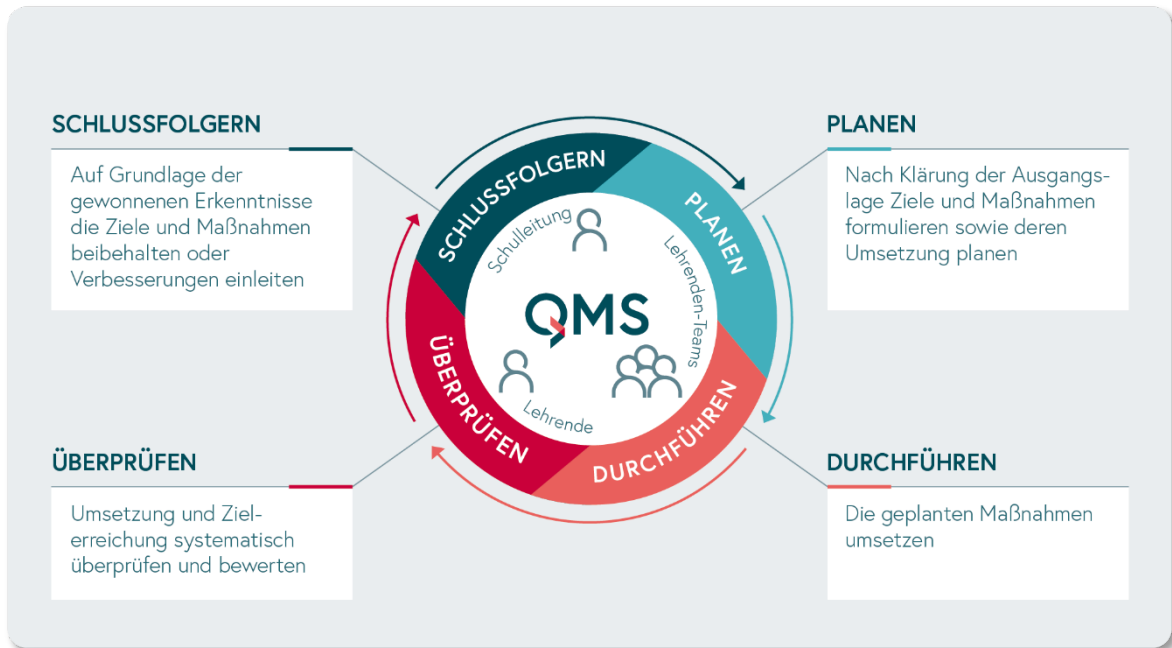 SCHLUSSFOLGERN
Auf Grundlage der
gewonnenen Erkenntnisse
die Ziele und Maßnahmen
beibehalten oder
Verbesserungen einleiten
PLANEN
Nach Klärung der Ausgangs-
lage Ziele und Maßnahmen
formulieren sowie deren
Umsetzung planen
SCHLUSSFOLGERN
PLANEN
DURCHFÜHREN
ÜBERPRÜFEN
Schulleitung
Lehrenden-Teams
QMS
Lehrende
ÜBERPRÜFEN
Umsetzung und Ziel-
erreichung systematisch
überprüfen und bewerten
DURCHFÜHREN
Die geplanten Maßnahmen
umsetzen